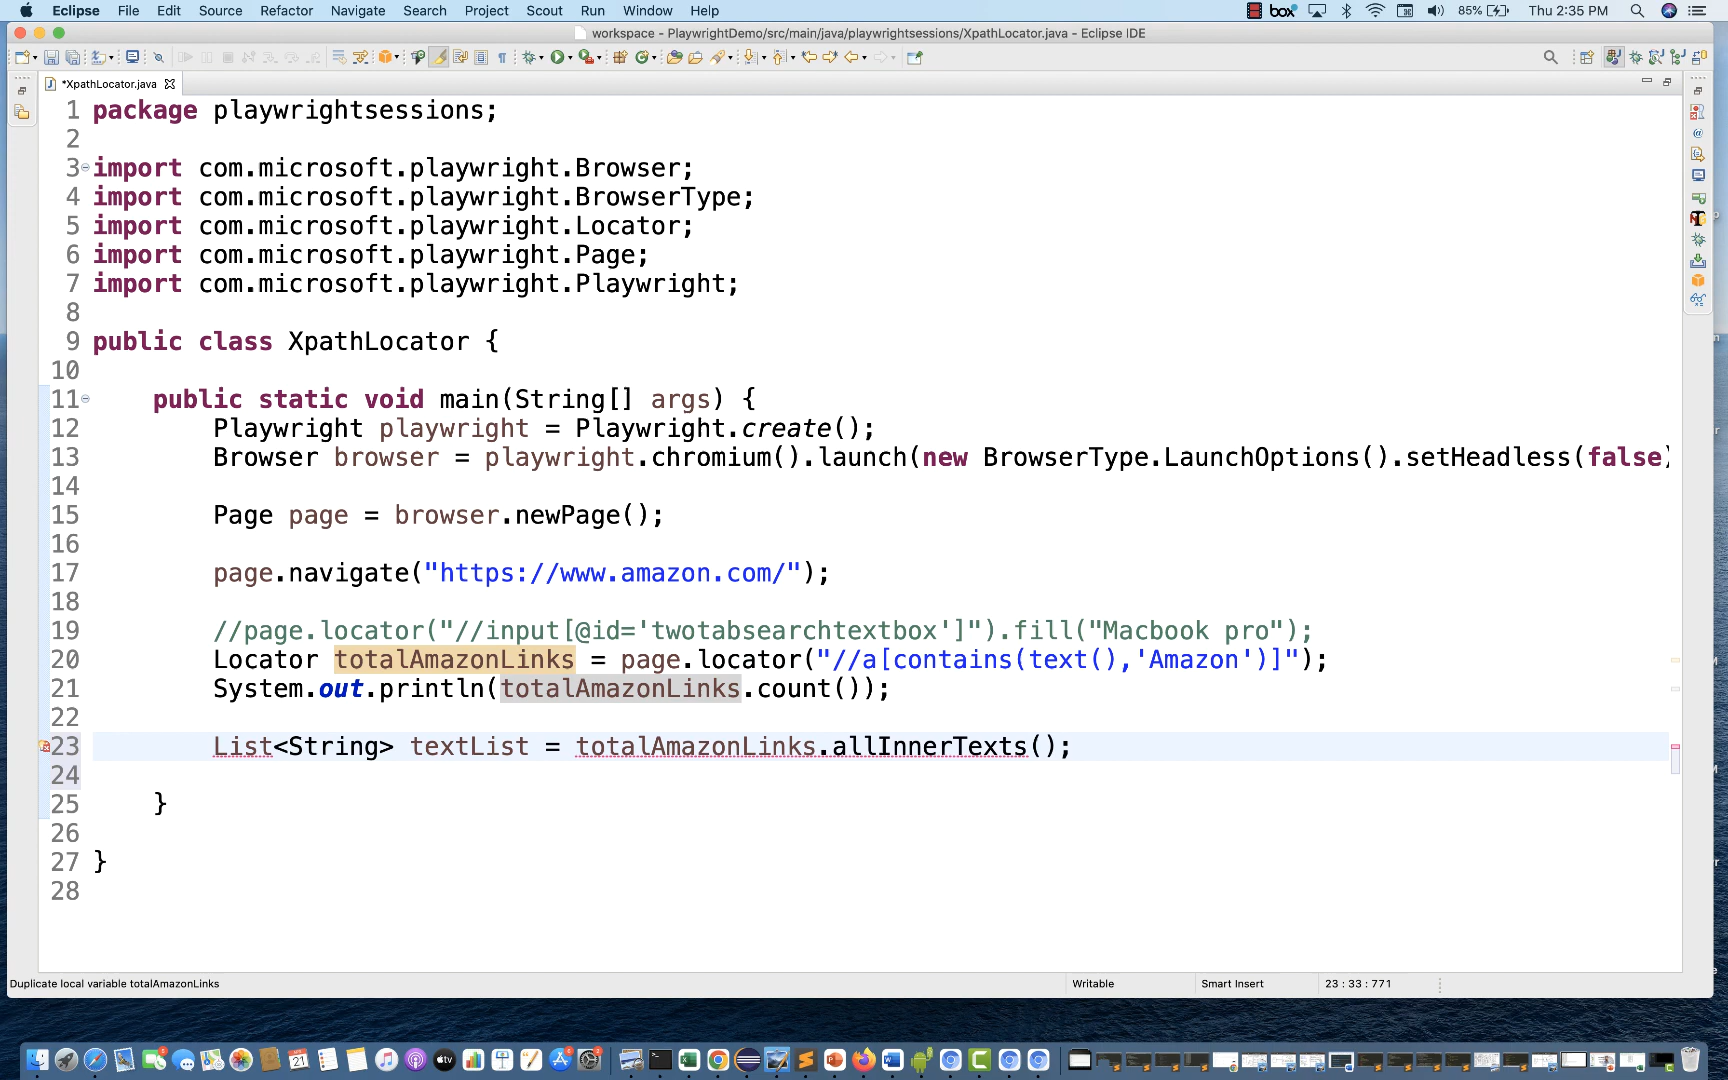 Eclipse File Edit Source Refactor Navigate Search Project Scout Run Window Help box 85% Thu 2:35 PM
workspace - PlaywrightDemo/src/main/java/playwrightsessions/XpathLocator.java - Eclipse IDE
*XpathLocator.java
1 package playwrightsessions;
2
3 import com.microsoft.playwright.Browser;
4 import com.microsoft.playwright.BrowserType;
5 import com.microsoft.playwright.Locator;
6 import com.microsoft.playwright.Page;
7 import com.microsoft.playwright.Playwright;
8
9 public class XpathLocator {
10
11 public static void main(String[] args) {
12 Playwright playwright = Playwright.create();
13 Browser browser = playwright.chromium().launch(new BrowserType.LaunchOptions().setHeadless(false)
14
15 Page page = browser.newPage();
16
17 page.navigate("https://www.amazon.com/");
18
19 //page.locator("//input[@id='twotabsearchtextbox']").fill("Macbook pro");
20 Locator totalAmazonLinks = page.locator("//a[contains(text(),'Amazon')]");
21 System.out.println(totalAmazonLinks.count());
22
23 List<String> textList = totalAmazonLinks.allInnerTexts();
24
25 }
26
27 }
28
Duplicate local variable totalAmazonLinks Writable Smart Insert 23 : 33 : 771